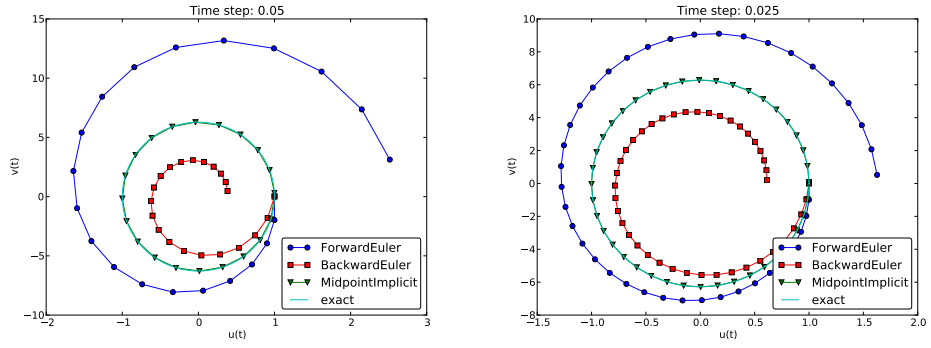 Time step: 0.05
15
10
5
0
−5
−10
v(t)
−2
−1
0
1
2
3
u(t)
ForwardEuler
BackwardEuler
MidpointImplicit
exact
Time step: 0.025
10
8
6
4
2
0
−2
−4
−6
−8
v(t)
−1.5
−1.0
−0.5
0.0
0.5
1.0
1.5
2.0
u(t)
ForwardEuler
BackwardEuler
MidpointImplicit
exact